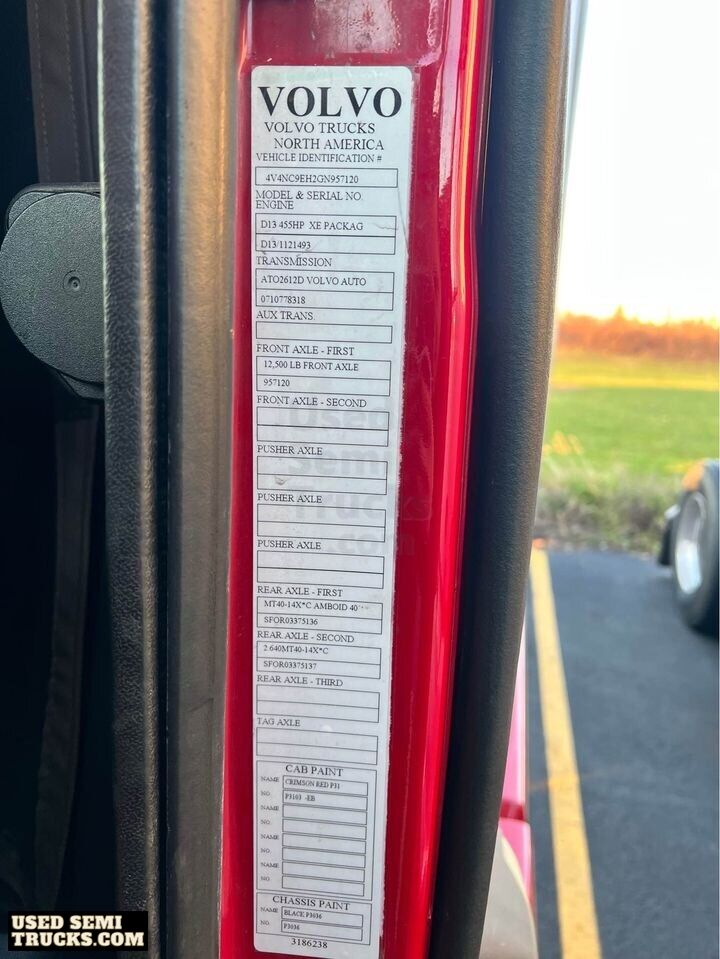 VOLVO
VOLVO TRUCKS
NORTH AMERICA
VEHICLE IDENTIFICATION #
4V4NC9EH2GN957120
MODEL & SERIAL NO.
ENGINE
D13 455HP XE PACKAG
D13/1121493
TRANSMISSION
ATO2612D VOLVO AUTO
0710778318
AUX TRANS.
FRONT AXLE - FIRST
12,500 LB FRONT AXLE
957120
FRONT AXLE - SECOND
PUSHER AXLE
PUSHER AXLE
PUSHER AXLE
REAR AXLE - FIRST
MT40-14X*C AMBOID 40
SFOR03375136
REAR AXLE - SECOND
2.640MT40-14X*C
SFOR03375137
REAR AXLE - THIRD
TAG AXLE
CAB PAINT
NAME CRIMSON RED P31
NO. P3103 -EB
NAME
NO.
NAME
NO.
NAME
NO.
CHASSIS PAINT
NAME BLACK P3036
NO. P3036
3186238
Used
Semi
Trucks
.com
USED SEMI
TRUCKS.COM